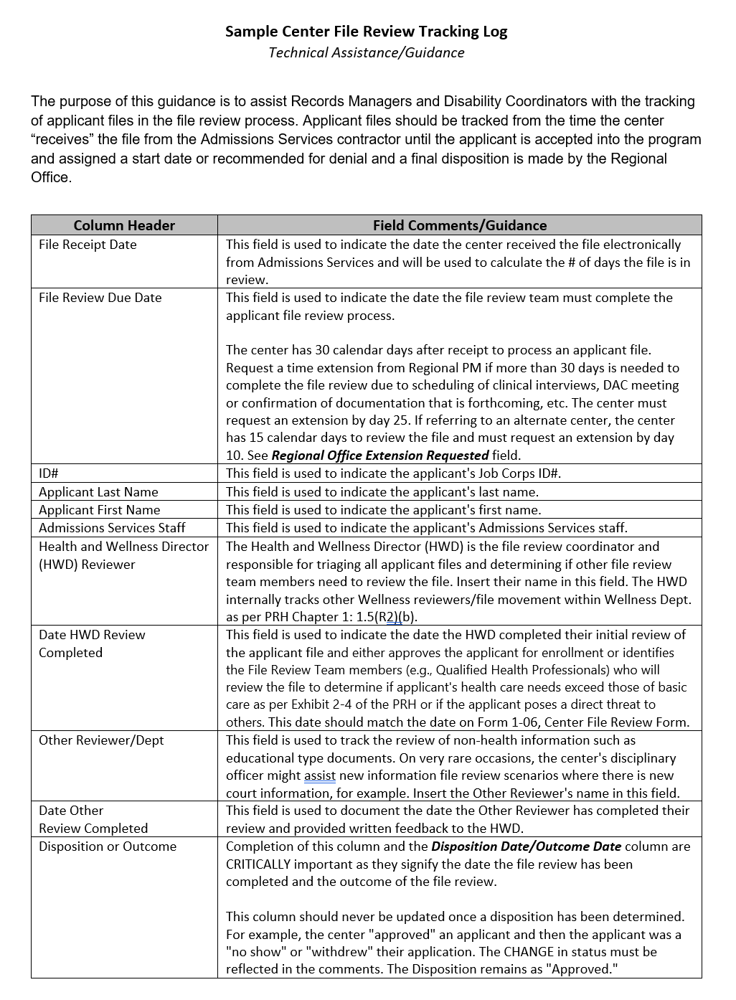 Sample Center File Review Tracking Log
Technical Assistance/Guidance
The purpose of this guidance is to assist Records Managers and Disability Coordinators with the tracking
of applicant files in the file review process. Applicant files should be tracked from the time the center
“receives” the file from the Admissions Services contractor until the applicant is accepted into the program
and assigned a start date or recommended for denial and a final disposition is made by the Regional
Office.
Column Header
Field Comments/Guidance
File Receipt Date
This field is used to indicate the date the center received the file electronically
from Admissions Services and will be used to calculate the # of days the file is in
review.
File Review Due Date
This field is used to indicate the date the file review team must complete the
applicant file review process.
The center has 30 calendar days after receipt to process an applicant file.
Request a time extension from Regional PM if more than 30 days is needed to
complete the file review due to scheduling of clinical interviews, DAC meeting
or confirmation of documentation that is forthcoming, etc. The center must
request an extension by day 25. If referring to an alternate center, the center
has 15 calendar days to review the file and must request an extension by day
10. See Regional Office Extension Requested field.
ID#
This field is used to indicate the applicant's Job Corps ID#.
Applicant Last Name
This field is used to indicate the applicant's last name.
Applicant First Name
This field is used to indicate the applicant's first name.
Admissions Services Staff
This field is used to indicate the applicant's Admissions Services staff.
Health and Wellness Director
(HWD) Reviewer
The Health and Wellness Director (HWD) is the file review coordinator and
responsible for triaging all applicant files and determining if other file review
team members need to review the file. Insert their name in this field. The HWD
internally tracks other Wellness reviewers/file movement within Wellness Dept.
as per PRH Chapter 1: 1.5(R2)(b).
Date HWD Review
Completed
This field is used to indicate the date the HWD completed their initial review of
the applicant file and either approves the applicant for enrollment or identifies
the File Review Team members (e.g., Qualified Health Professionals) who will
review the file to determine if applicant's health care needs exceed those of basic
care as per Exhibit 2-4 of the PRH or if the applicant poses a direct threat to
others. This date should match the date on Form 1-06, Center File Review Form.
Other Reviewer/Dept
This field is used to track the review of non-health information such as
educational type documents. On very rare occasions, the center's disciplinary
officer might assist new information file review scenarios where there is new
court information, for example. Insert the Other Reviewer's name in this field.
Date Other
Review Completed
This field is used to document the date the Other Reviewer has completed their
review and provided written feedback to the HWD.
Disposition or Outcome
Completion of this column and the Disposition Date/Outcome Date column are
CRITICALLY important as they signify the date the file review has been
completed and the outcome of the file review.
This column should never be updated once a disposition has been determined.
For example, the center "approved" an applicant and then the applicant was a
"no show" or "withdrew" their application. The CHANGE in status must be
reflected in the comments. The Disposition remains as "Approved."